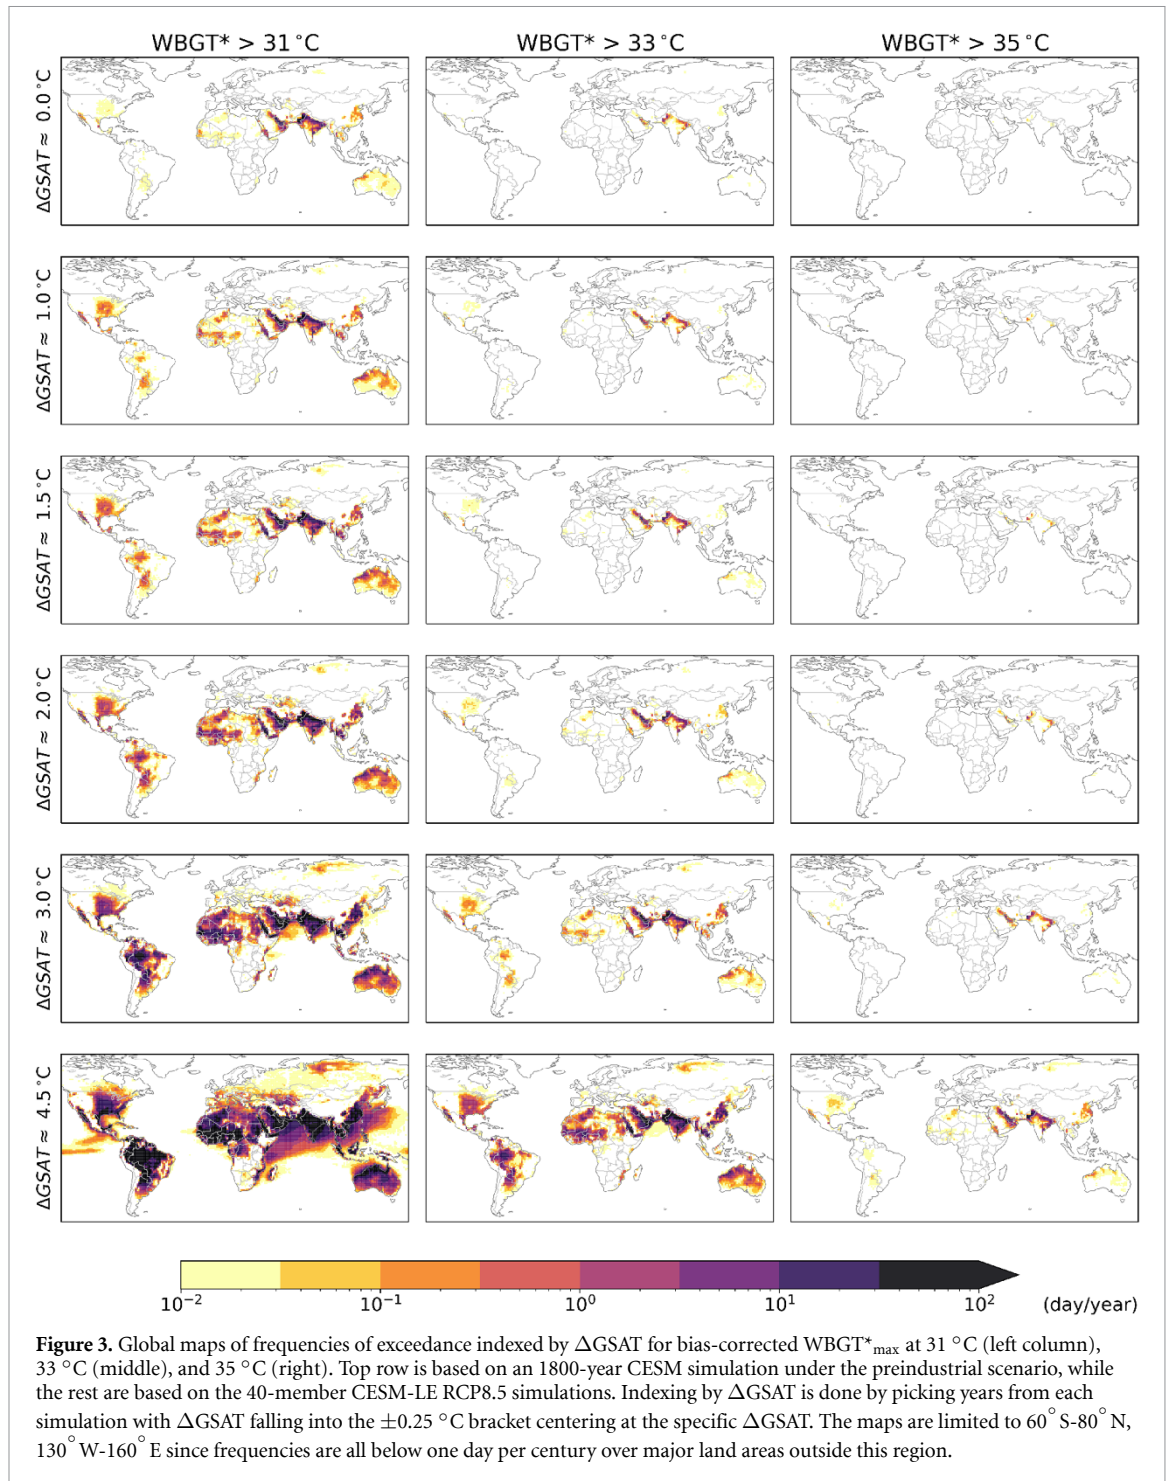 WBGT* > 31 °C
WBGT* > 33 °C
WBGT* > 35 °C
ΔGSAT ≈ 0.0 °C
ΔGSAT ≈ 1.0 °C
ΔGSAT ≈ 1.5 °C
ΔGSAT ≈ 2.0 °C
ΔGSAT ≈ 3.0 °C
ΔGSAT ≈ 4.5 °C
10⁻² 10⁻¹ 10⁰ 10¹ 10² (day/year)
Figure 3. Global maps of frequencies of exceedance indexed by ΔGSAT for bias-corrected WBGT*max at 31 °C (left column),
33 °C (middle), and 35 °C (right). Top row is based on an 1800-year CESM simulation under the preindustrial scenario, while
the rest are based on the 40-member CESM-LE RCP8.5 simulations. Indexing by ΔGSAT is done by picking years from each
simulation with ΔGSAT falling into the ±0.25 °C bracket centering at the specific ΔGSAT. The maps are limited to 60° S-80° N,
130° W-160° E since frequencies are all below one day per century over major land areas outside this region.